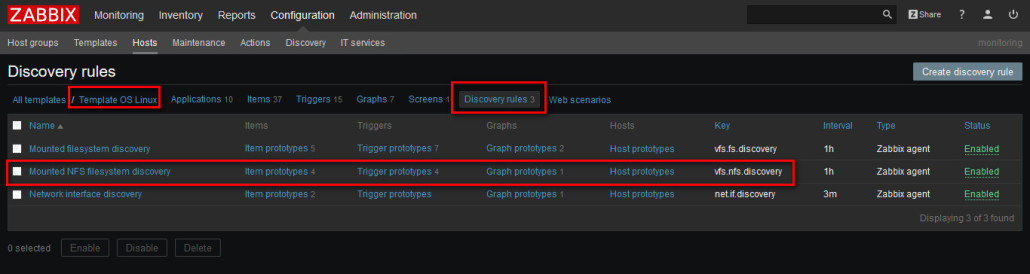 ZABBIX Monitoring Inventory Reports Configuration Administration Z Share ?
Host groups Templates Hosts Maintenance Actions Discovery IT services monitoring
Discovery rules Create discovery rule
All templates / Template OS Linux Applications 10 Items 37 Triggers 15 Graphs 7 Screens 1 Discovery rules 3 Web scenarios
Name Items Triggers Graphs Hosts Key Interval Type Status
Mounted filesystem discovery Item prototypes 5 Trigger prototypes 7 Graph prototypes 2 Host prototypes vfs.fs.discovery 1h Zabbix agent Enabled
Mounted NFS filesystem discovery Item prototypes 4 Trigger prototypes 4 Graph prototypes 1 Host prototypes vfs.nfs.discovery 1h Zabbix agent Enabled
Network interface discovery Item prototypes 2 Trigger prototypes Graph prototypes 1 Host prototypes net.if.discovery 3m Zabbix agent Enabled
Displaying 3 of 3 found
0 selected Enable Disable Delete